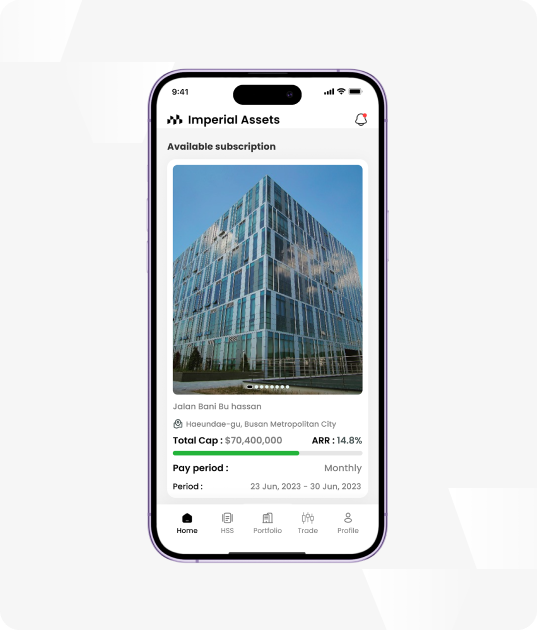 9:41
Imperial Assets
Available subscription
Jalan Bani Bu hassan
Haeundae-gu, Busan Metropolitan City
Total Cap : $70,400,000 ARR : 14.8%
Pay period : Monthly
Period : 23 Jun, 2023 - 30 Jun, 2023
Home HSS Portfolio Trade Profile